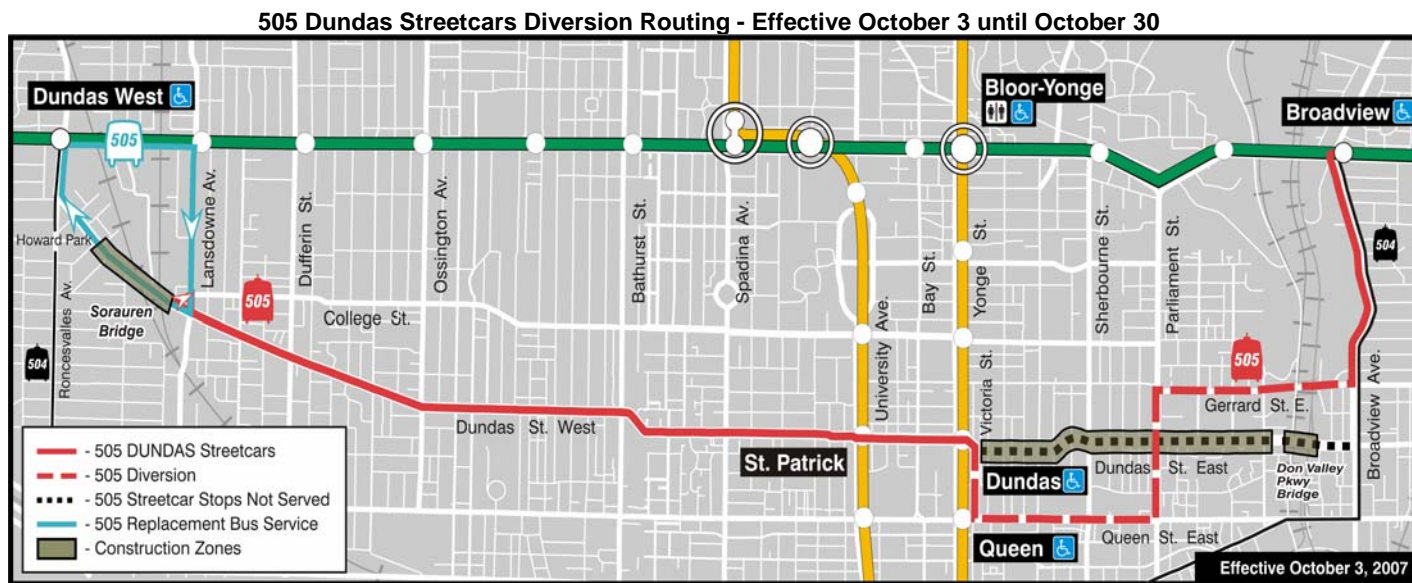 505 Dundas Streetcars Diversion Routing - Effective October 3 until October 30
Dundas West
505
Bloor-Yonge
Broadview
Howard Park
Lansdowne Av.
Dufferin St.
Ossington Av.
Bathurst St.
Spadina Av.
University Ave.
Bay St.
Yonge St.
Victoria St.
Sherbourne St.
Parliament St.
504
Sorauren
Bridge
505
College St.
504
Roncesvalles Av.
505
Gerrard St. E.
Broadview Ave.
Dundas St. West
St. Patrick
Dundas
Dundas St. East
Don Valley
Pkwy
Bridge
Queen
Queen St. East
- 505 DUNDAS Streetcars
- 505 Diversion
- 505 Streetcar Stops Not Served
- 505 Replacement Bus Service
- Construction Zones
Effective October 3, 2007